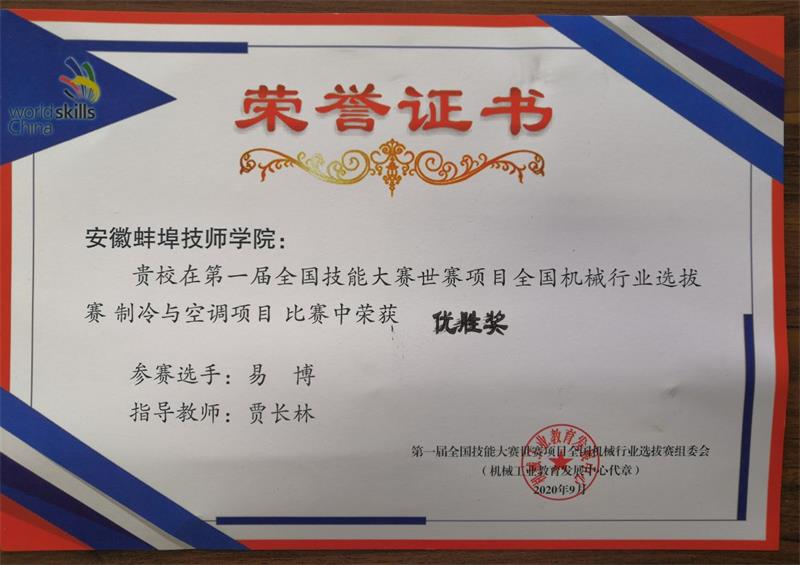 worldskills
China
荣誉证书
安徽蚌埠技师学院：
贵校在第一届全国技能大赛世赛项目全国机械行业选拔
赛 制冷与空调项目 比赛中荣获 优胜奖
参赛选手：易 博
指导教师：贾长林
第一届全国技能大赛世赛项目全国机械行业选拔赛组委会
（机械工业教育发展中心代章）
2020年9月